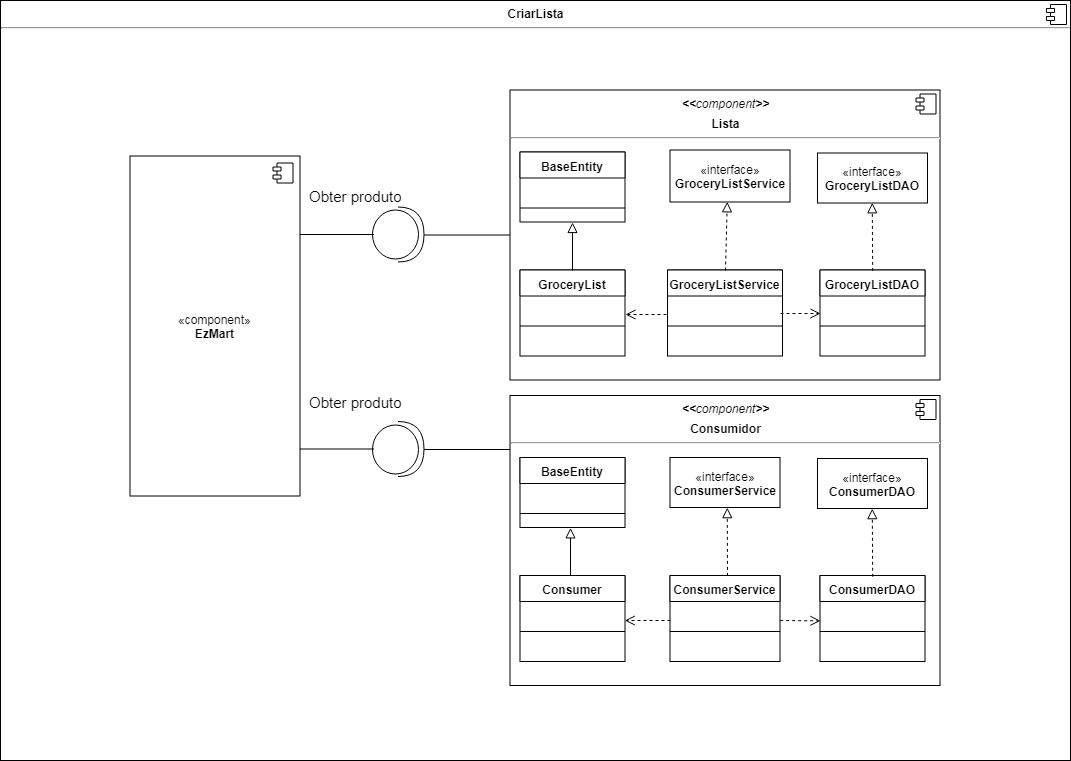 CriarLista
<<component>>
Lista
BaseEntity
«interface»
GroceryListService
«interface»
GroceryListDAO
GroceryList
GroceryListService
GroceryListDAO
Obter produto
«component»
EzMart
Obter produto
<<component>>
Consumidor
BaseEntity
«interface»
ConsumerService
«interface»
ConsumerDAO
Consumer
ConsumerService
ConsumerDAO